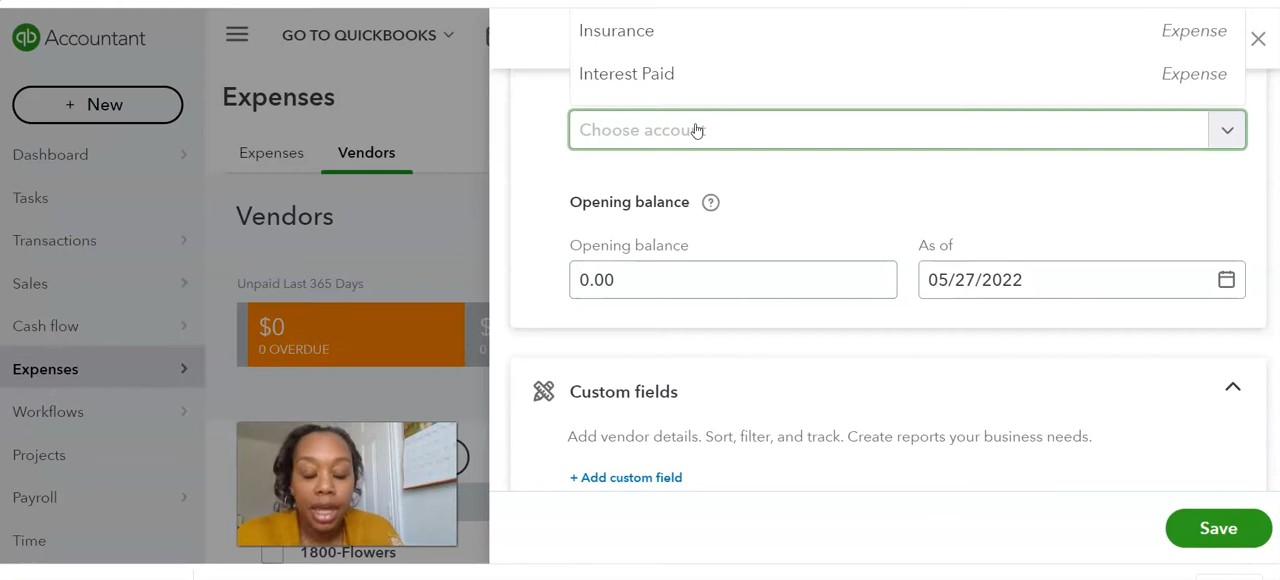 qb Accountant
GO TO QUICKBOOKS
+ New
Dashboard
Tasks
Transactions
Sales
Cash flow
Expenses
Workflows
Projects
Payroll
Time
Expenses
Expenses Vendors
Vendors
Unpaid Last 365 Days
$0
0 OVERDUE
$
0
1800-Flowers
Insurance Expense
Interest Paid Expense
Choose account
Opening balance ?
Opening balance As of
0.00 05/27/2022
Custom fields
Add vendor details. Sort, filter, and track. Create reports your business needs.
+ Add custom field
Save